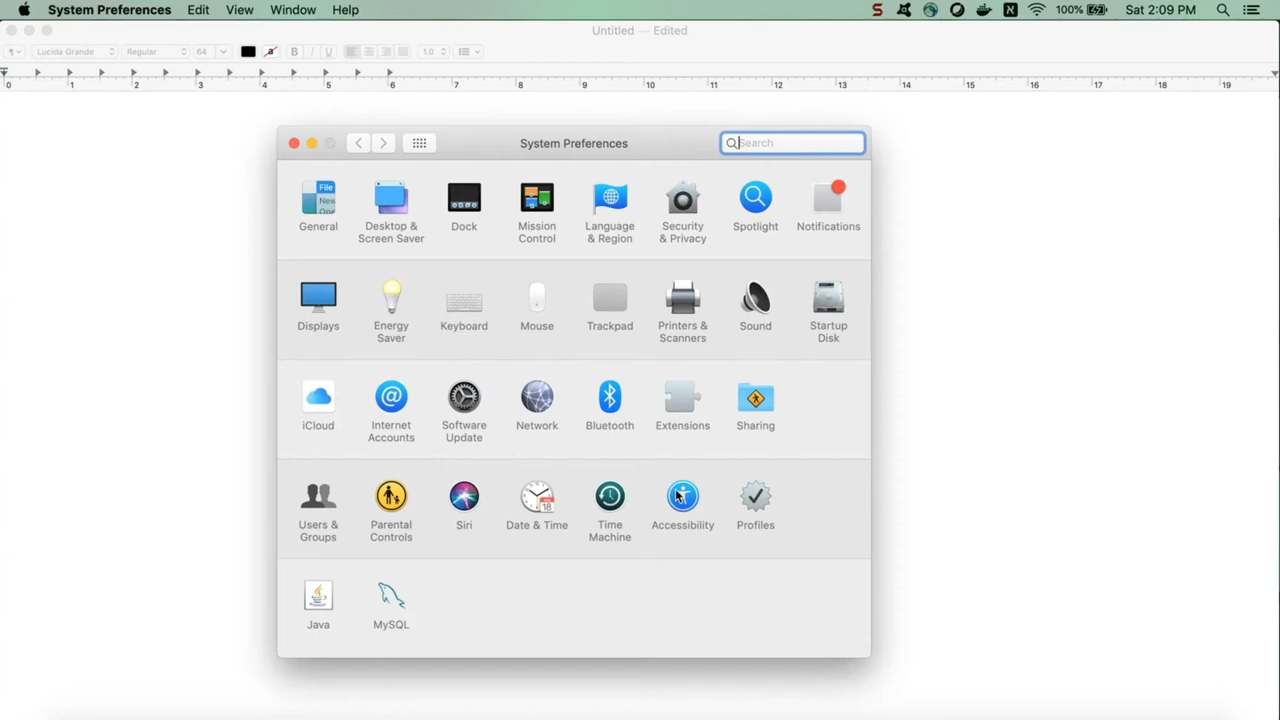 System Preferences Edit View Window Help 100% Sat 2:09 PM
Untitled — Edited
¶ Lucida Grande Regular 64 a B I U 1.0
0 1 2 3 4 5 6 7 8 9 10 11 12 13 14 15 16 17 18 19
System Preferences Search
File
New
One
General Desktop & Dock Mission Language Security Spotlight Notifications
Screen Saver Control & Region & Privacy
Displays Energy Keyboard Mouse Trackpad Printers & Sound Startup
Saver Scanners Disk
@
iCloud Internet Software Network Bluetooth Extensions Sharing
Accounts Update
18
Users & Parental Siri Date & Time Time Accessibility Profiles
Groups Controls Machine
Java MySQL